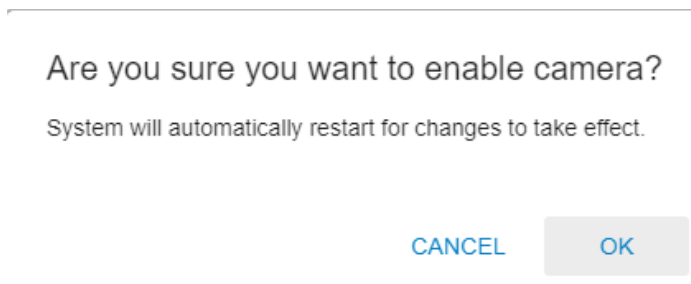 Are you sure you want to enable camera?
System will automatically restart for changes to take effect.
CANCEL OK